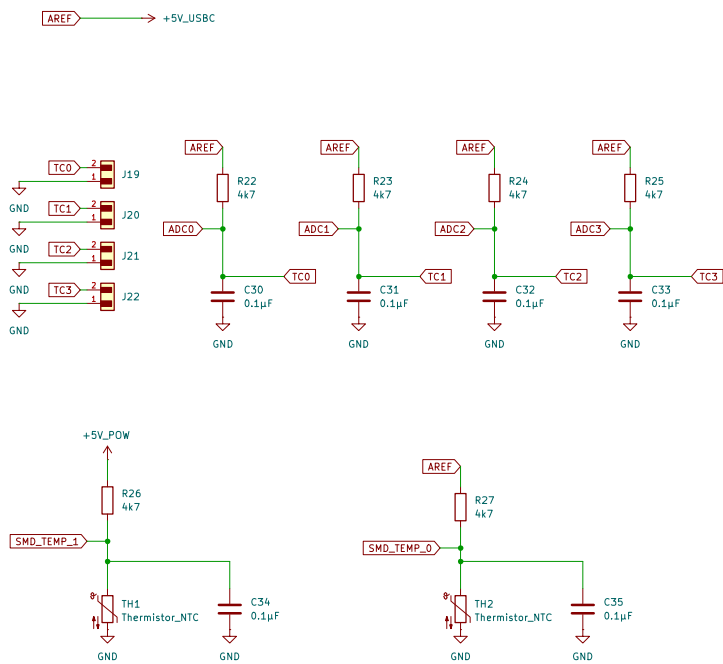 AREF
+5V_USBC
TC0
2
1
J19
GND
TC1
2
1
J20
GND
TC2
2
1
J21
GND
TC3
2
1
J22
GND
AREF
R22
4k7
ADC0
TC0
C30
0.1µF
GND
AREF
R23
4k7
ADC1
TC1
C31
0.1µF
GND
AREF
R24
4k7
ADC2
TC2
C32
0.1µF
GND
AREF
R25
4k7
ADC3
TC3
C33
0.1µF
GND
+5V_POW
R26
4k7
SMD_TEMP_1
TH1
Thermistor_NTC
GND
C34
0.1µF
GND
AREF
R27
4k7
SMD_TEMP_0
TH2
Thermistor_NTC
GND
C35
0.1µF
GND